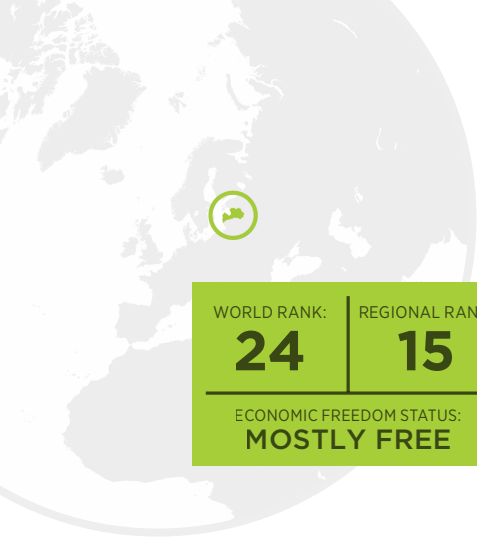 WORLD RANK:
REGIONAL RAN
24
15
ECONOMIC FREEDOM STATUS:
MOSTLY FREE